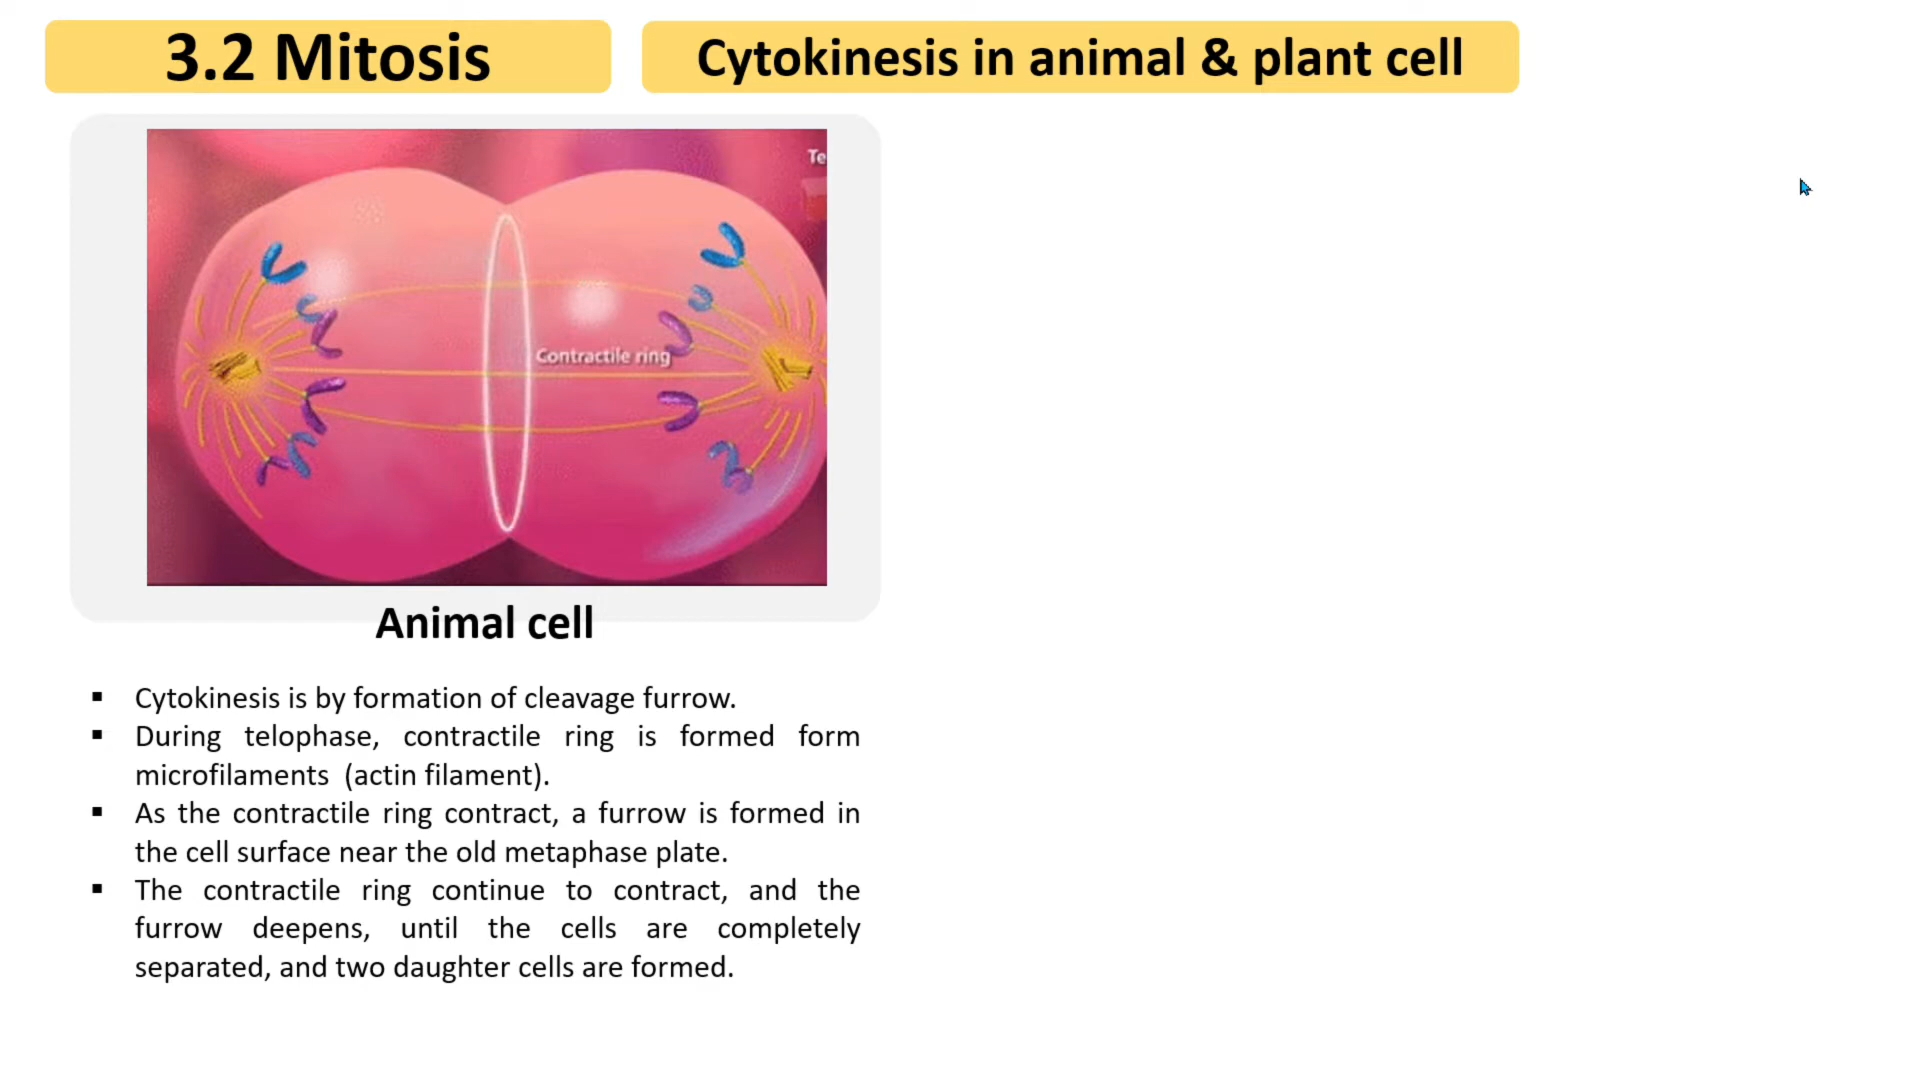 3.2 Mitosis
Cytokinesis in animal & plant cell
Te
Contractile ring
Animal cell
▪ Cytokinesis is by formation of cleavage furrow.
▪ During telophase, contractile ring is formed form
microfilaments (actin filament).
▪ As the contractile ring contract, a furrow is formed in
the cell surface near the old metaphase plate.
▪ The contractile ring continue to contract, and the
furrow deepens, until the cells are completely
separated, and two daughter cells are formed.